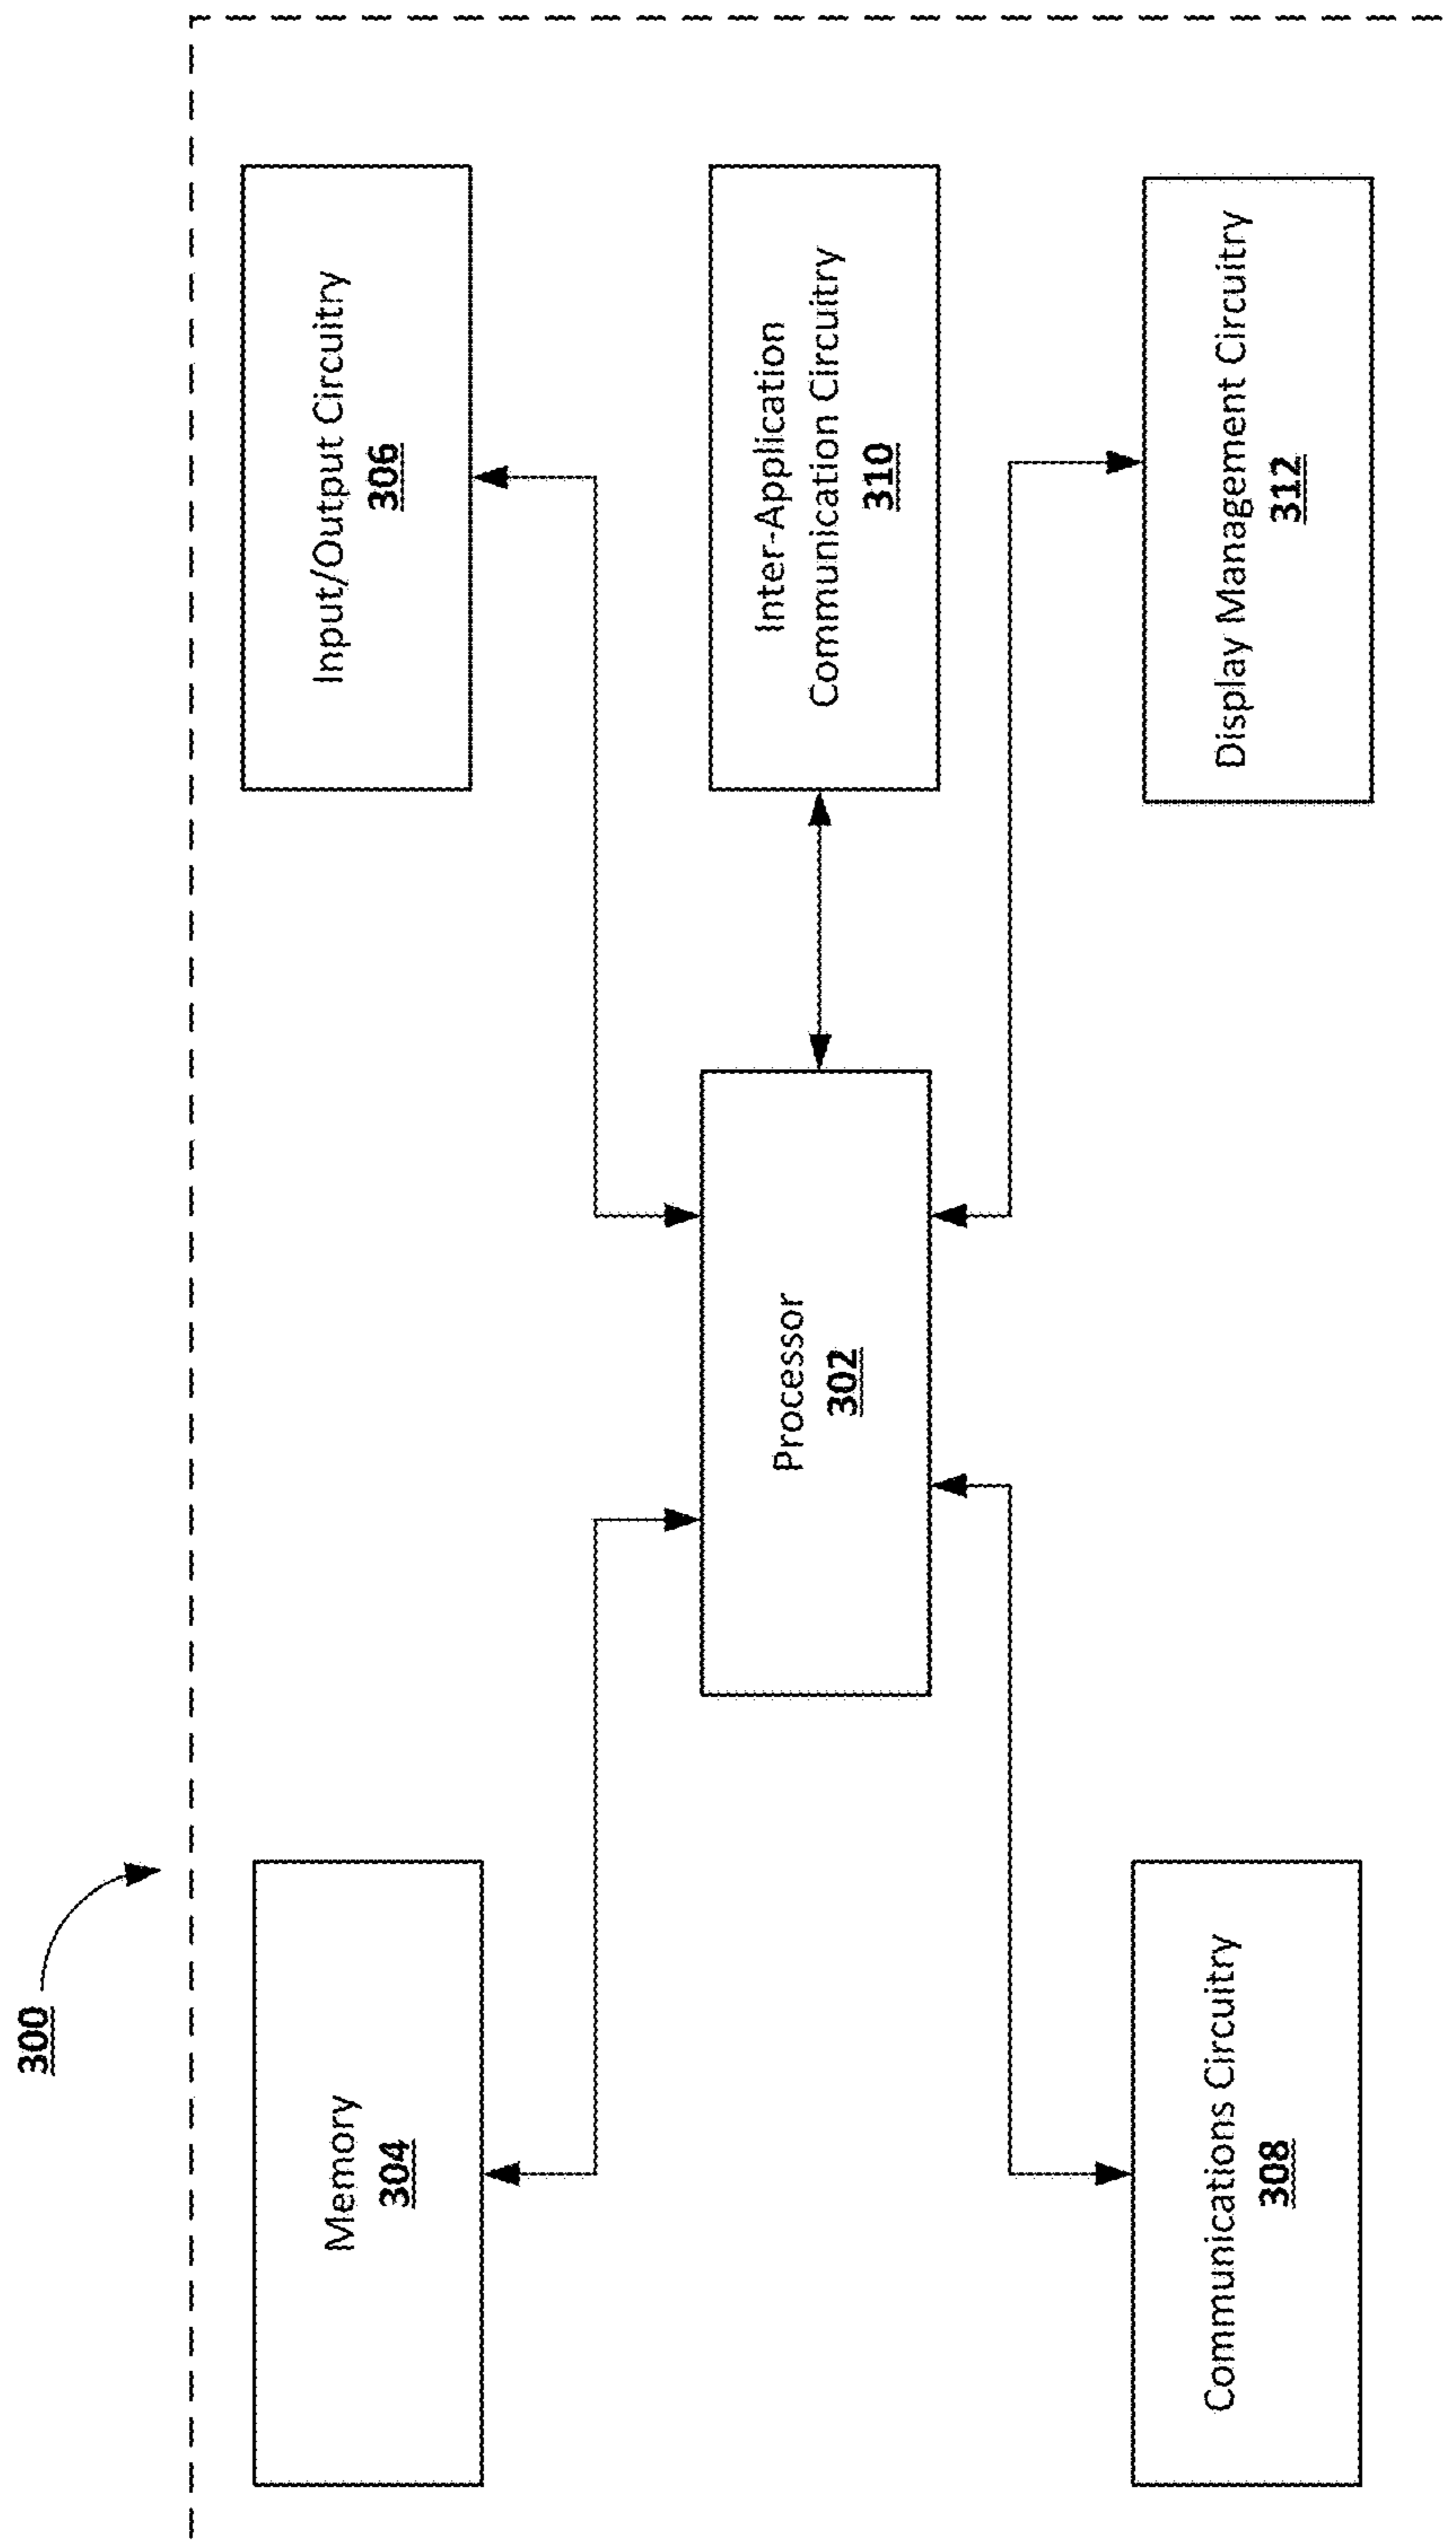 300
Memory
304
Input/Output Circuitry
306
Processor
302
Inter-Application
Communication Circuitry
310
Communications Circuitry
308
Display Management Circuitry
312